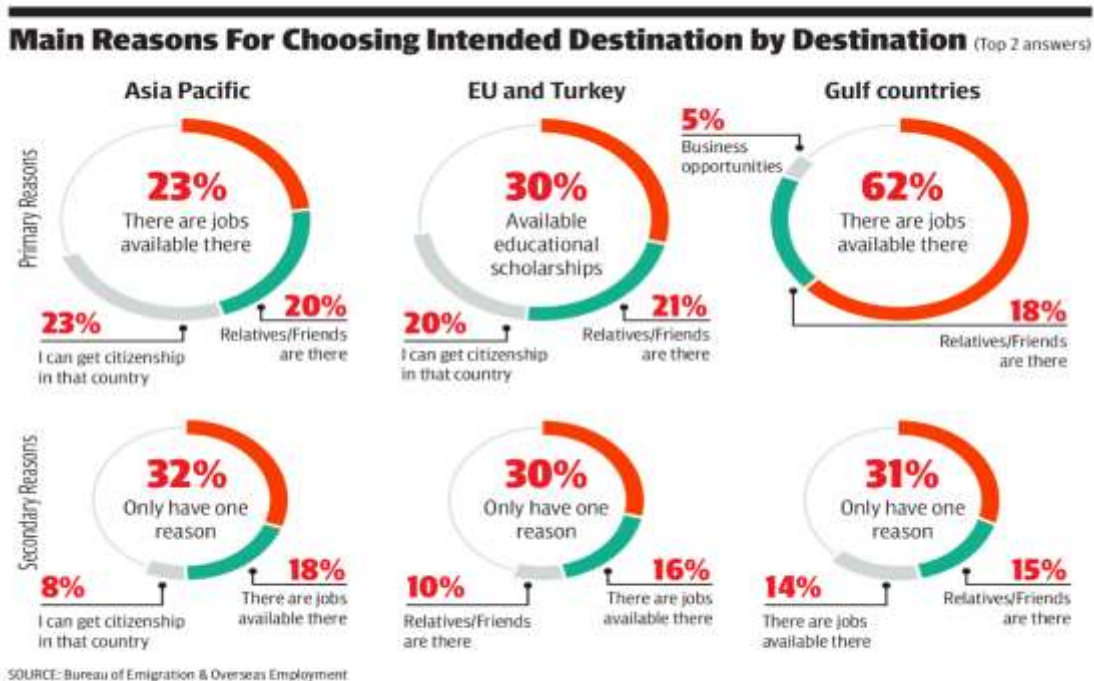 Main Reasons For Choosing Intended Destination by Destination (Top 2 answers)
Asia Pacific
EU and Turkey
Gulf countries
Primary Reasons
23%
There are jobs
available there
23%
I can get citizenship
in that country
20%
Relatives/Friends
are there
30%
Available
educational
scholarships
20%
I can get citizenship
in that country
21%
Relatives/Friends
are there
5%
Business
opportunities
62%
There are jobs
available there
18%
Relatives/Friends
are there
Secondary Reasons
32%
Only have one
reason
8%
I can get citizenship
in that country
18%
There are jobs
available there
30%
Only have one
reason
10%
Relatives/Friends
are there
16%
There are jobs
available there
31%
Only have one
reason
14%
There are jobs
available there
15%
Relatives/Friends
are there
SOURCE: Bureau of Emigration & Overseas Employment